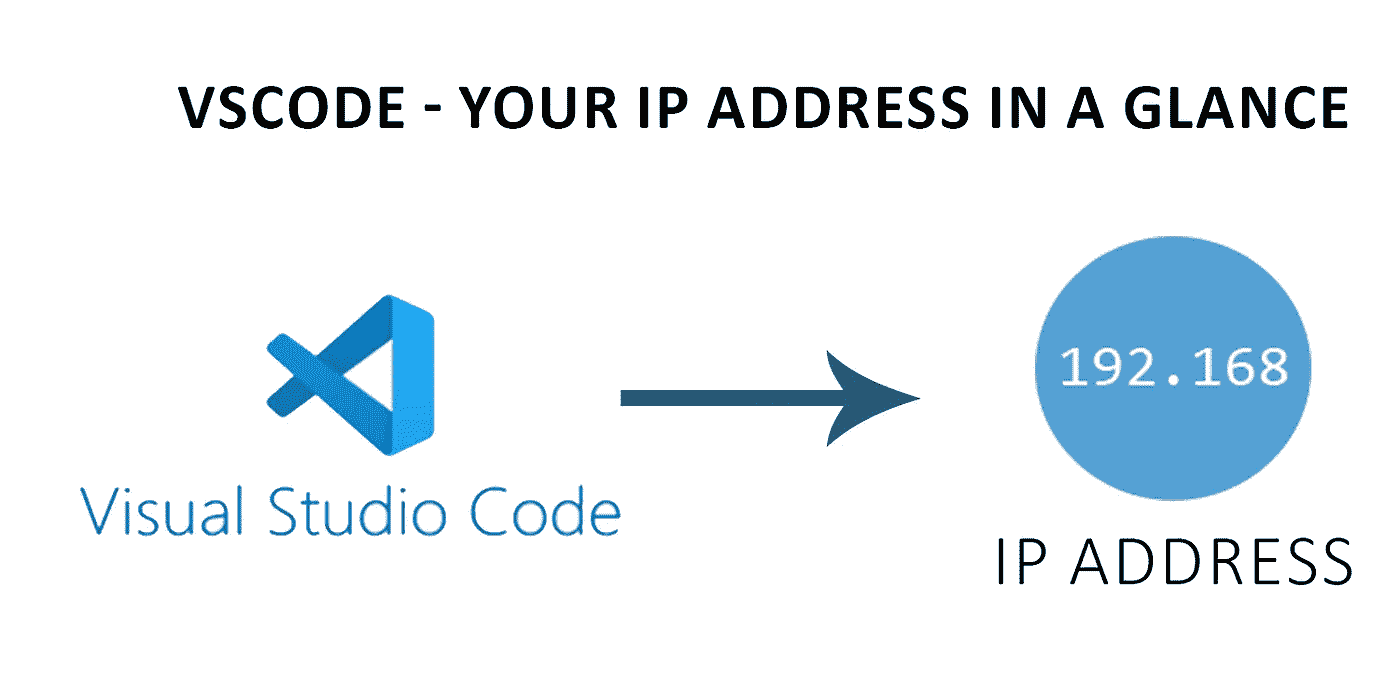 VSCODE - YOUR IP ADDRESS IN A GLANCE
192.168
Visual Studio Code
IP ADDRESS